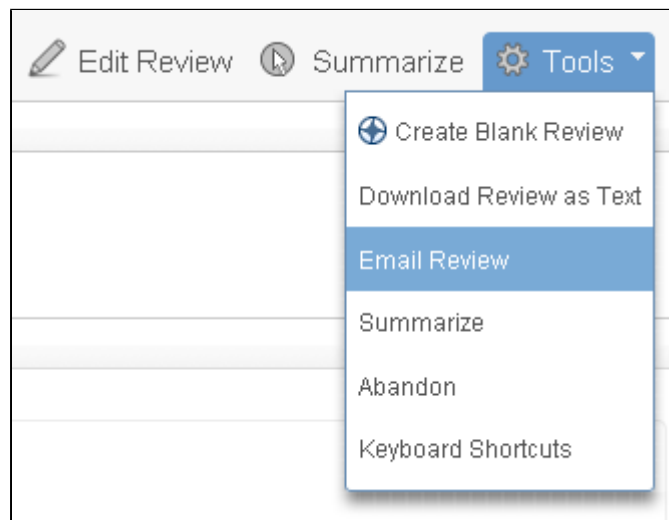 Edit Review Summarize Tools
Create Blank Review
Download Review as Text
Email Review
Summarize
Abandon
Keyboard Shortcuts